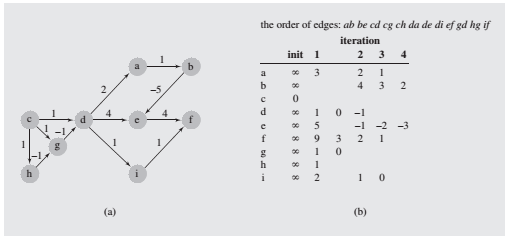 the order of edges: ab be cd cg ch da de di ef gd hg if
iteration
init 1 2 3 4
a ∞ 3 2 1
b ∞ 4 3 2
c 0
d ∞ 1 0 -1
e ∞ 5 -1 -2 -3
f ∞ 9 3 2 1
g ∞ 1 0
h ∞ 1
i ∞ 2 1 0
a 1 b
2 -5
c 1 d 4 e 4 f
1 -1
1 g 1 1
-1
h i
(a) (b)